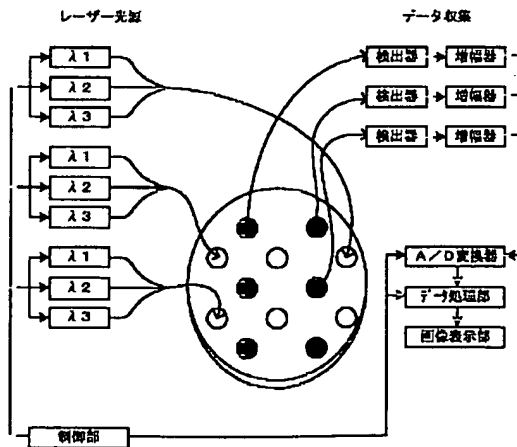 レーザー光源
データ収集
λ1
λ2
λ3
λ1
λ2
λ3
λ1
λ2
λ3
検出器 増幅器
検出器 増幅器
検出器 増幅器
A/D変換器
データ処理部
画像表示部
制御部